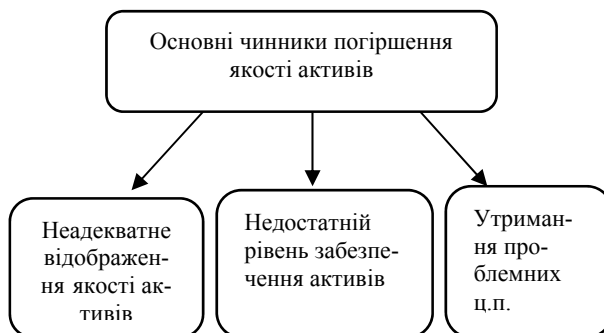 Основні чинники погіршення
якості активів
Неадекватне
відображен-
ня якості ак-
тивів
Недостатній
рівень забезпе-
чення активів
Утриман-
ня про-
блемних
ц.п.